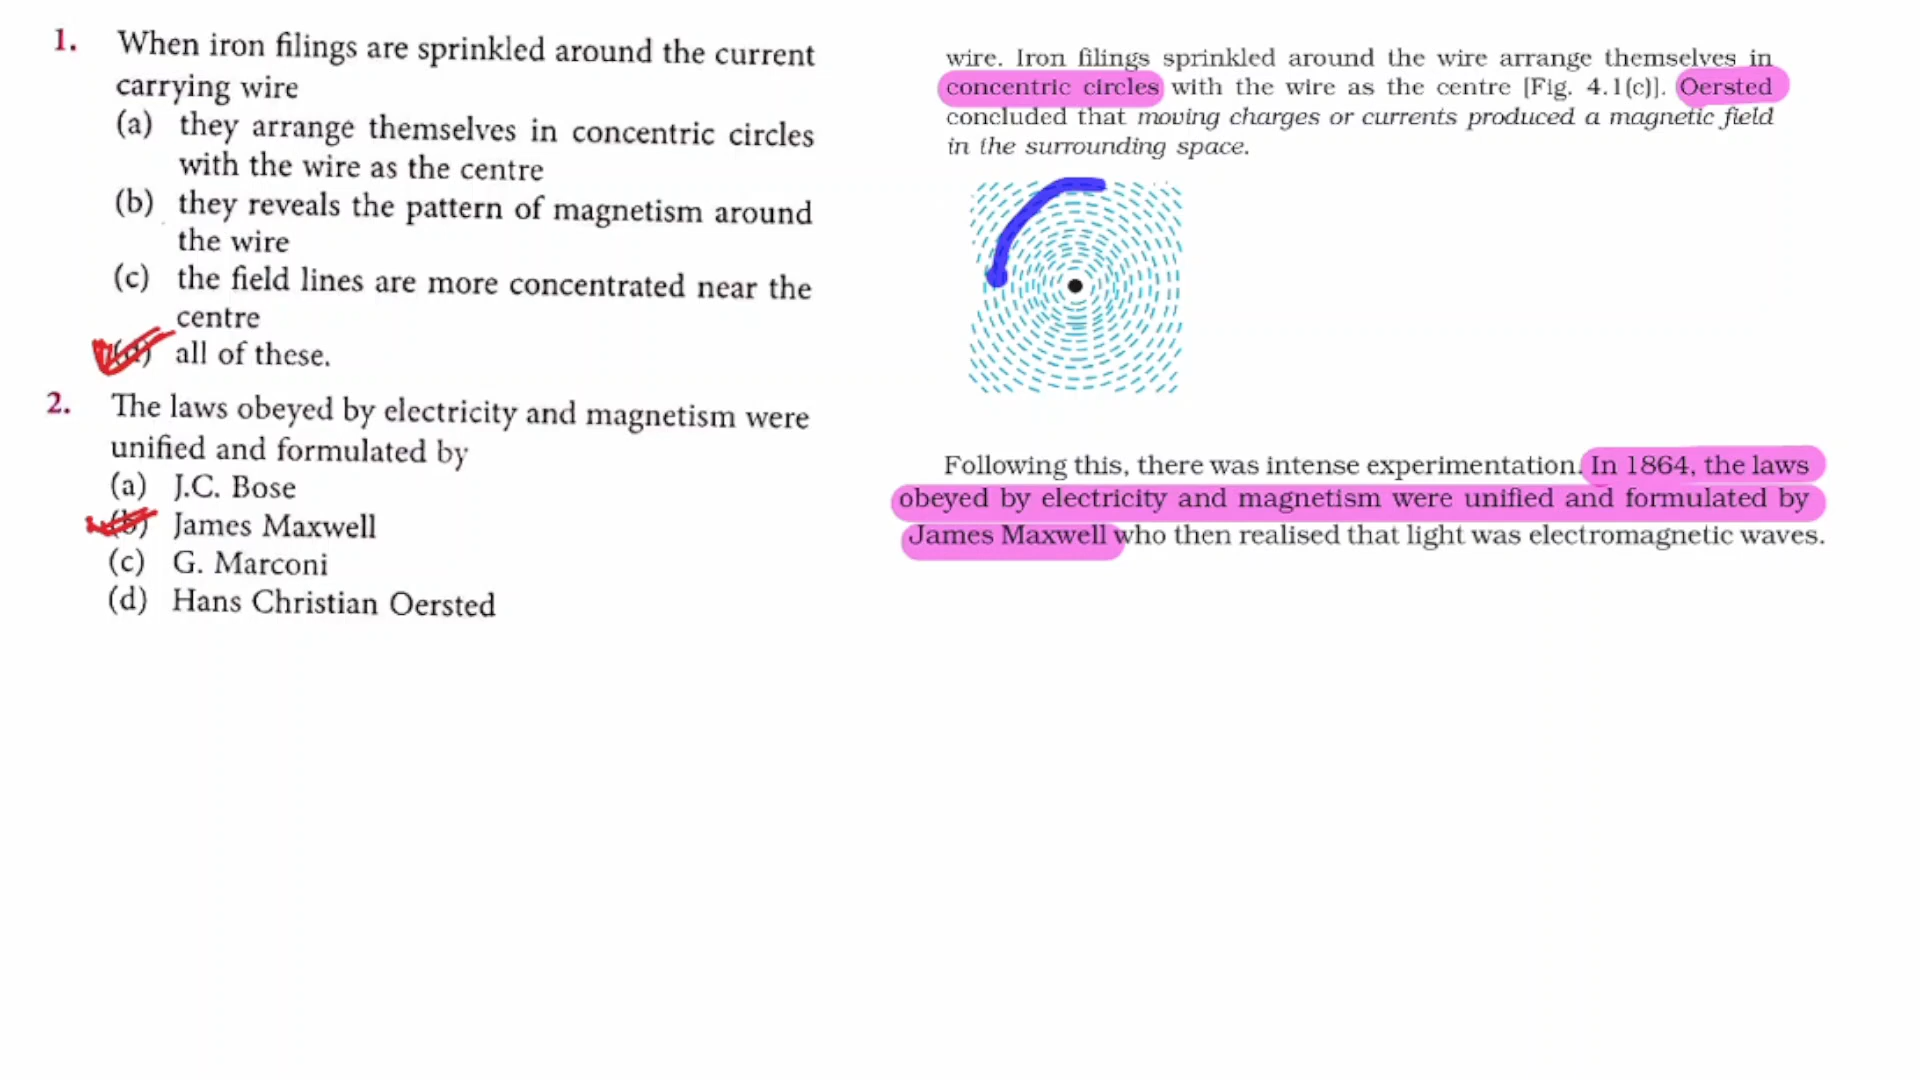 1. When iron filings are sprinkled around the current
carrying wire
(a) they arrange themselves in concentric circles
with the wire as the centre
(b) they reveals the pattern of magnetism around
the wire
(c) the field lines are more concentrated near the
centre
(d) all of these.
2. The laws obeyed by electricity and magnetism were
unified and formulated by
(a) J.C. Bose
(b) James Maxwell
(c) G. Marconi
(d) Hans Christian Oersted
wire. Iron filings sprinkled around the wire arrange themselves in
concentric circles with the wire as the centre [Fig. 4.1(c)]. Oersted
concluded that moving charges or currents produced a magnetic field
in the surrounding space.
Following this, there was intense experimentation. In 1864, the laws
obeyed by electricity and magnetism were unified and formulated by
James Maxwell who then realised that light was electromagnetic waves.